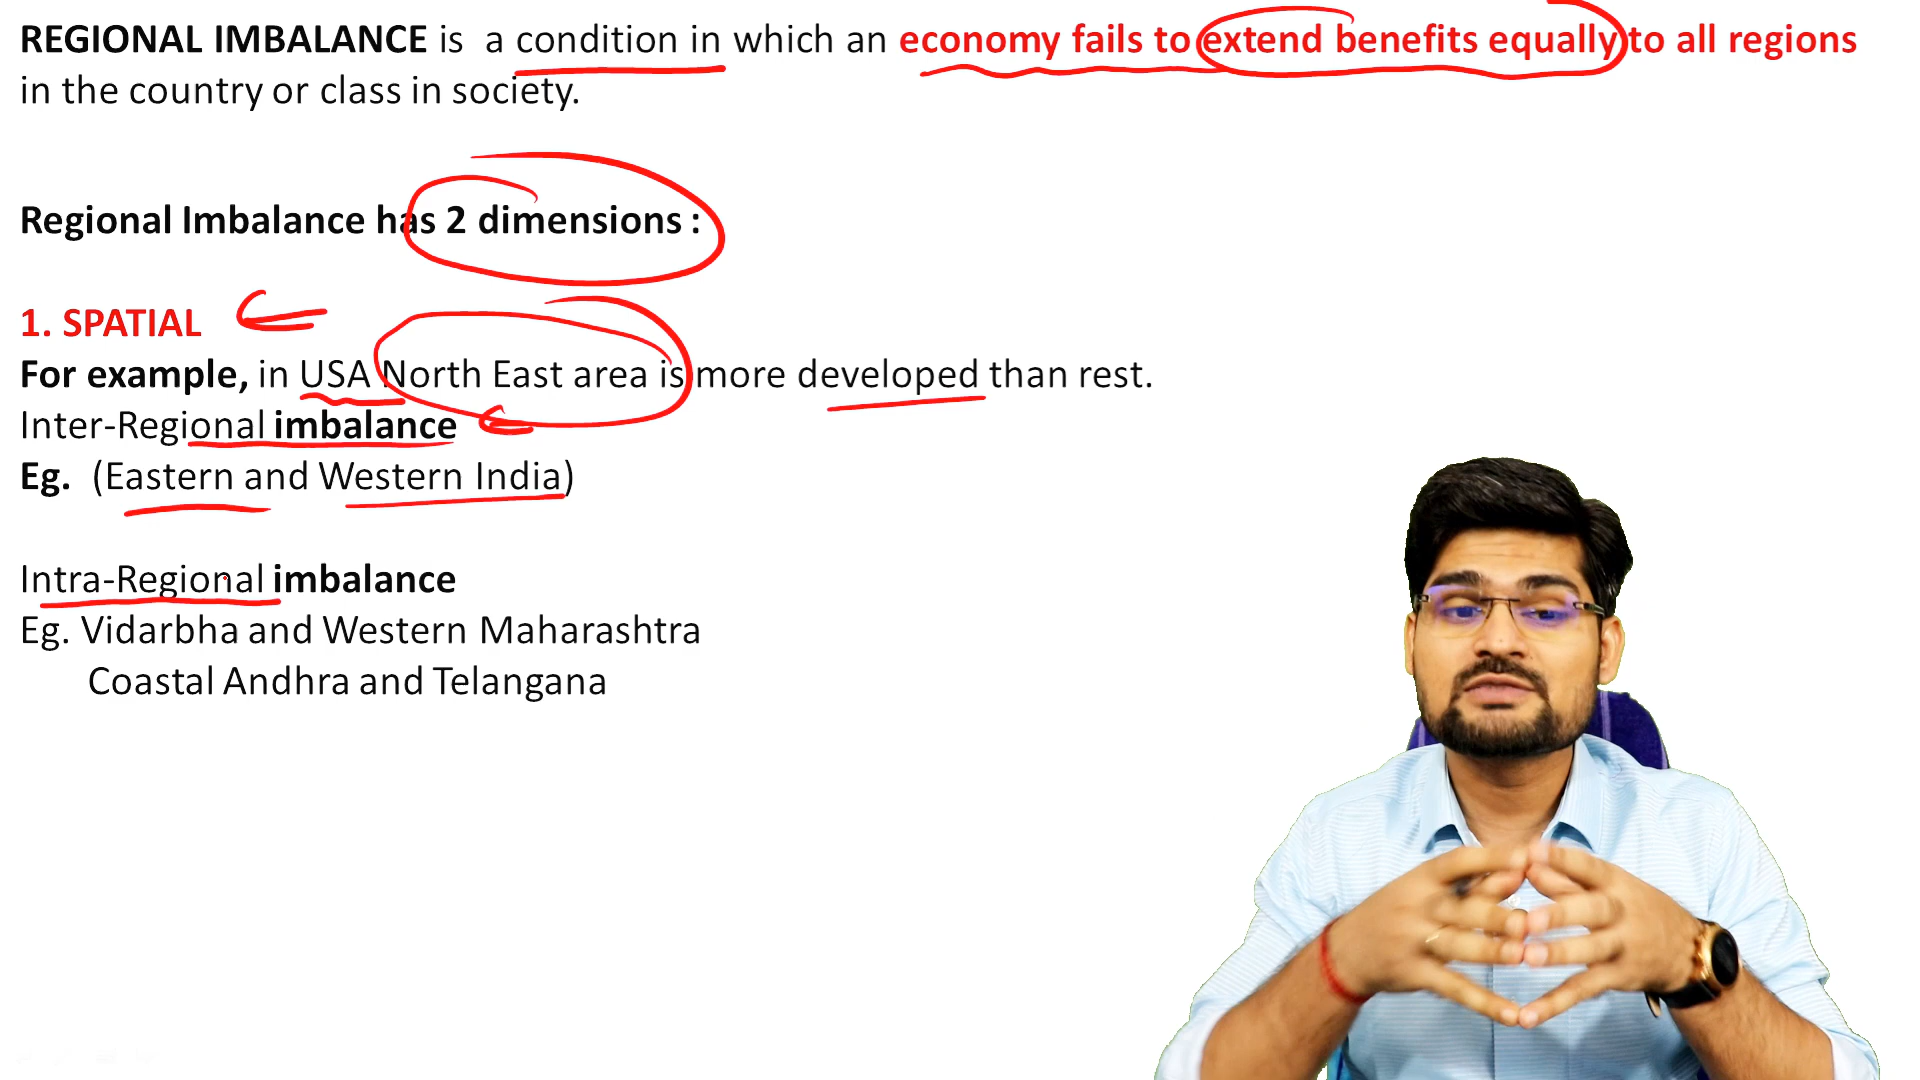 REGIONAL IMBALANCE is a condition in which an economy fails to extend benefits equally to all regions
in the country or class in society.
Regional Imbalance has 2 dimensions :
1. SPATIAL
For example, in USA North East area is more developed than rest.
Inter-Regional imbalance
Eg. (Eastern and Western India)
Intra-Regional imbalance
Eg. Vidarbha and Western Maharashtra
Coastal Andhra and Telangana